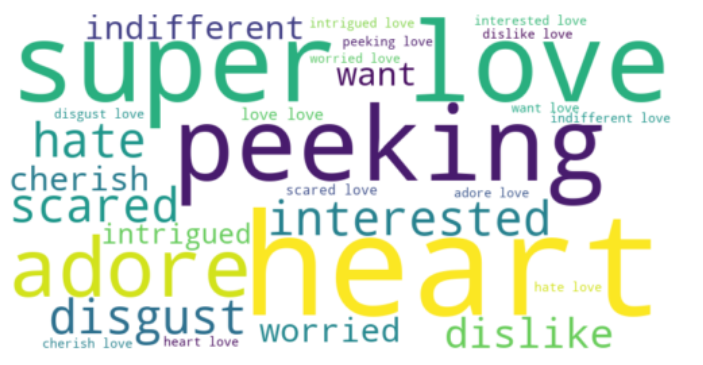 indifferent
intrigued love
interested love
super love
peeking love
dislike love
worried love
want
disgust love
love love
want love
indifferent love
hate
peeking
cherish
scared love
adore love
scared
interested
intrigued
adore
heart
hate love
disgust
worried
dislike
cherish love
heart love